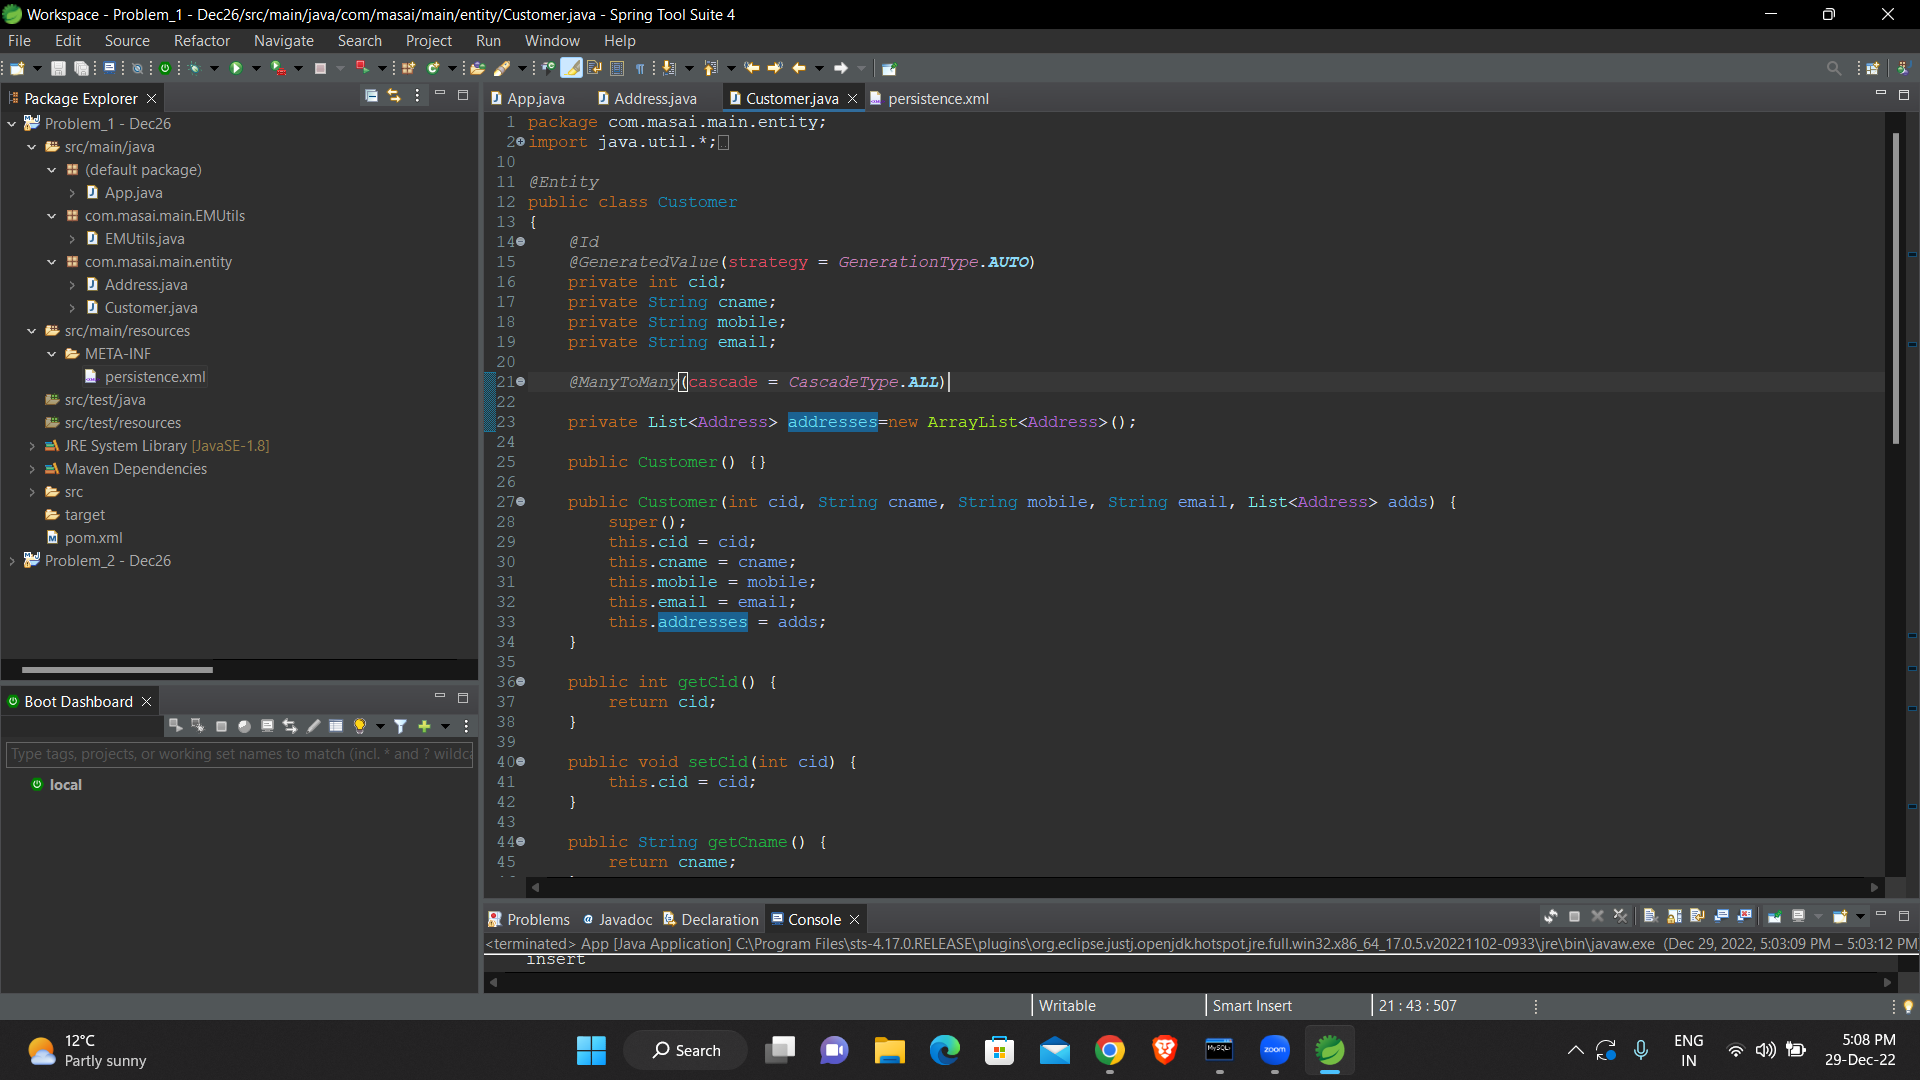 Workspace - Problem_1 - Dec26/src/main/java/com/masai/main/entity/Customer.java - Spring Tool Suite 4
File Edit Source Refactor Navigate Search Project Run Window Help
Package Explorer
Problem_1 - Dec26
src/main/java
(default package)
App.java
com.masai.main.EMUtils
EMUtils.java
com.masai.main.entity
Address.java
Customer.java
src/main/resources
META-INF
persistence.xml
src/test/java
src/test/resources
JRE System Library [JavaSE-1.8]
Maven Dependencies
src
target
pom.xml
Problem_2 - Dec26
Boot Dashboard
Type tags, projects, or working set names to match (incl. * and ? wildca
local
App.java Address.java Customer.java persistence.xml
1 package com.masai.main.entity;
2 import java.util.*;
10
11 @Entity
12 public class Customer
13 {
14 @Id
15 @GeneratedValue(strategy = GenerationType.AUTO)
16 private int cid;
17 private String cname;
18 private String mobile;
19 private String email;
20
21 @ManyToMany(cascade = CascadeType.ALL)
22
23 private List<Address> addresses=new ArrayList<Address>();
24
25 public Customer() {}
26
27 public Customer(int cid, String cname, String mobile, String email, List<Address> adds) {
28 super();
29 this.cid = cid;
30 this.cname = cname;
31 this.mobile = mobile;
32 this.email = email;
33 this.addresses = adds;
34 }
35
36 public int getCid() {
37 return cid;
38 }
39
40 public void setCid(int cid) {
41 this.cid = cid;
42 }
43
44 public String getCname() {
45 return cname;
Problems Javadoc Declaration Console
<terminated> App [Java Application] C:\Program Files\sts-4.17.0.RELEASE\plugins\org.eclipse.justj.openjdk.hotspot.jre.full.win32.x86_64_17.0.5.v20221102-0933\jre\bin\javaw.exe (Dec 29, 2022, 5:03:09 PM – 5:03:12 PM
insert
Writable Smart Insert 21 : 43 : 507
12°C
Partly sunny
Search
MySQL
zoom
ENG
IN
5:08 PM
29-Dec-22